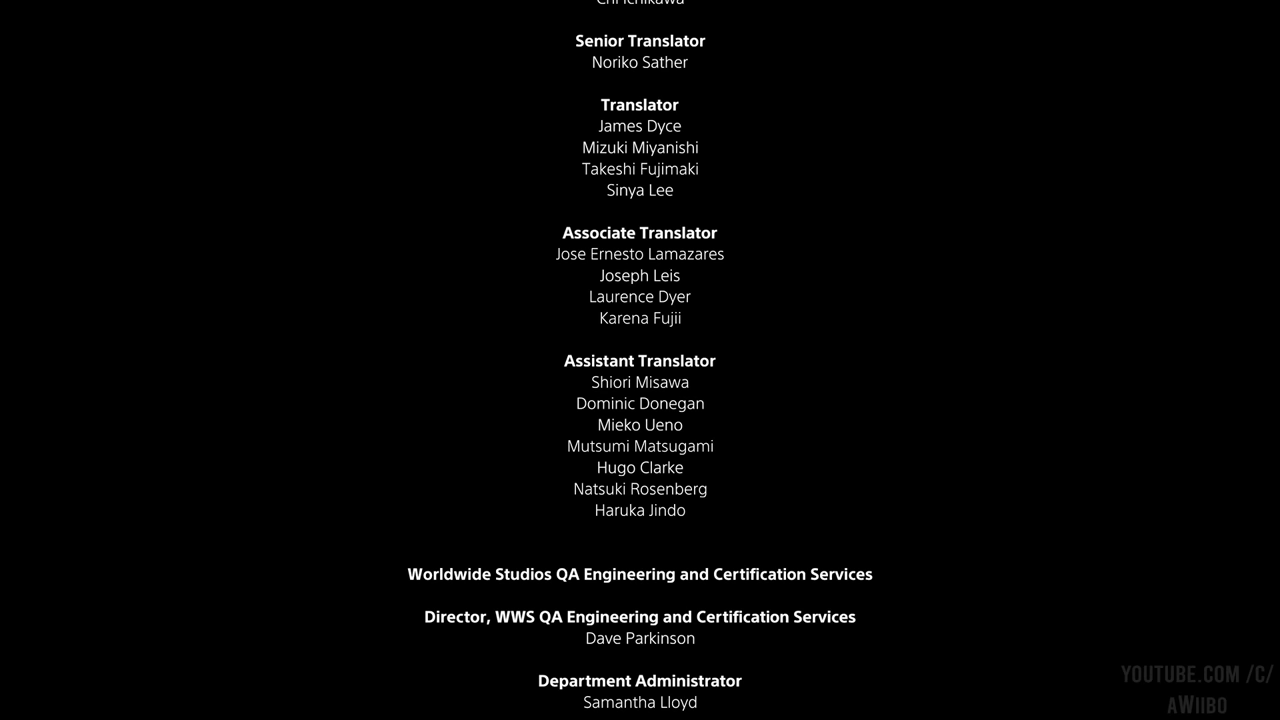 Senior Translator
Noriko Sather
Translator
James Dyce
Mizuki Miyanishi
Takeshi Fujimaki
Sinya Lee
Associate Translator
Jose Ernesto Lamazares
Joseph Leis
Laurence Dyer
Karena Fujii
Assistant Translator
Shiori Misawa
Dominic Donegan
Mieko Ueno
Mutsumi Matsugami
Hugo Clarke
Natsuki Rosenberg
Haruka Jindo
Worldwide Studios QA Engineering and Certification Services
Director, WWS QA Engineering and Certification Services
Dave Parkinson
Department Administrator
Samantha Lloyd
YOUTUBE.COM /C/
AWIIBO